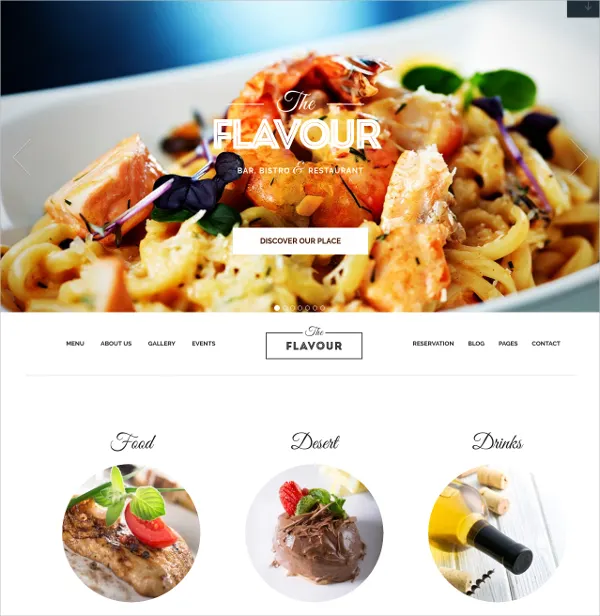 The
FLAVOUR
BAR, BISTRO & RESTAURANT
DISCOVER OUR PLACE
MENU ABOUT US GALLERY EVENTS The FLAVOUR RESERVATION BLOG PAGES CONTACT
Food Desert Drinks